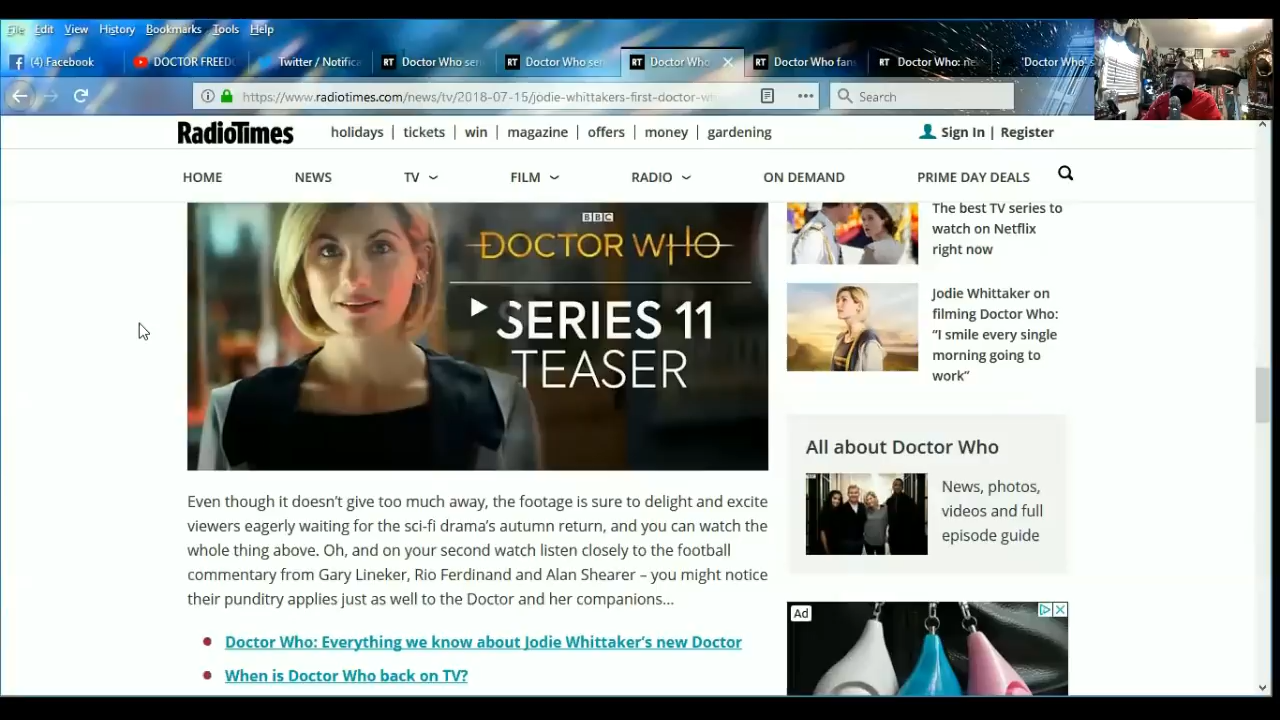 File Edit View History Bookmarks Tools Help
(4) Facebook
DOCTOR FREED
Twitter / Notifica
RT Doctor Who ser
RT Doctor Who ser
RT Doctor Who
RT Doctor Who fans
RT Doctor Who: ne
'Doctor Who' s
https://www.radiotimes.com/news/tv/2018-07-15/jodie-whittakers-first-doctor-wh
Search
RadioTimes
holidays | tickets | win | magazine | offers | money | gardening
Sign In | Register
HOME NEWS TV FILM RADIO ON DEMAND PRIME DAY DEALS
BBC
DOCTOR WHO
SERIES 11
TEASER
Even though it doesn't give too much away, the footage is sure to delight and excite
viewers eagerly waiting for the sci-fi drama's autumn return, and you can watch the
whole thing above. Oh, and on your second watch listen closely to the football
commentary from Gary Lineker, Rio Ferdinand and Alan Shearer – you might notice
their punditry applies just as well to the Doctor and her companions...
Doctor Who: Everything we know about Jodie Whittaker's new Doctor
When is Doctor Who back on TV?
The best TV series to
watch on Netflix
right now
Jodie Whittaker on
filming Doctor Who:
"I smile every single
morning going to
work"
All about Doctor Who
News, photos,
videos and full
episode guide
Ad